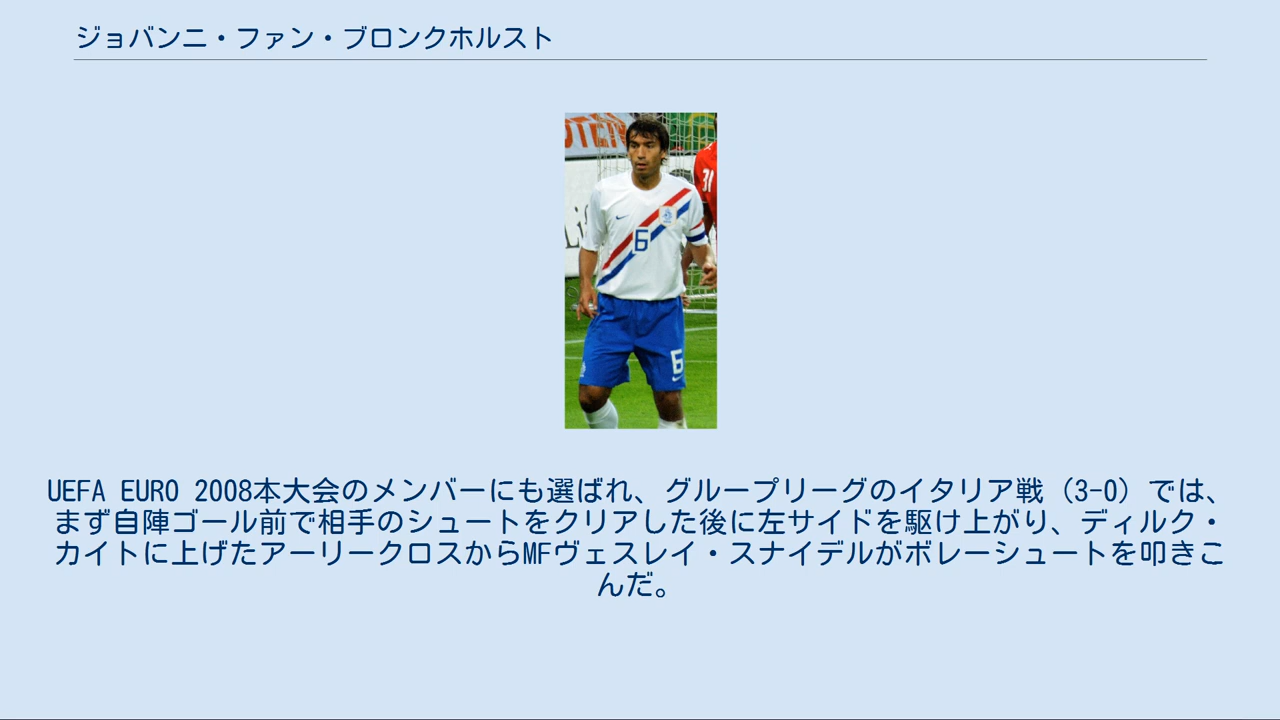 ジョバンニ・ファン・ブロンクホルスト
31
6
6
UEFA EURO 2008本大会のメンバーにも選ばれ、グループリーグのイタリア戦（3-0）では、
まず自陣ゴール前で相手のシュートをクリアした後に左サイドを駆け上がり、ディルク・
カイトに上げたアーリークロスからMFヴェスレイ・スナイデルがボレーシュートを叩きこ
んだ。